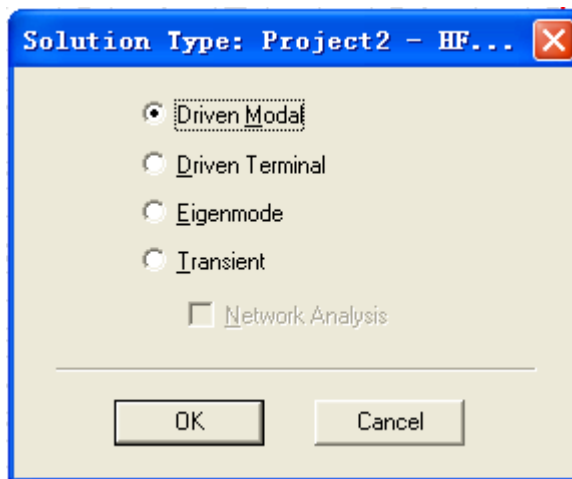 Solution Type: Project2 - HF...
Driven Modal
Driven Terminal
Eigenmode
Transient
Network Analysis
OK Cancel